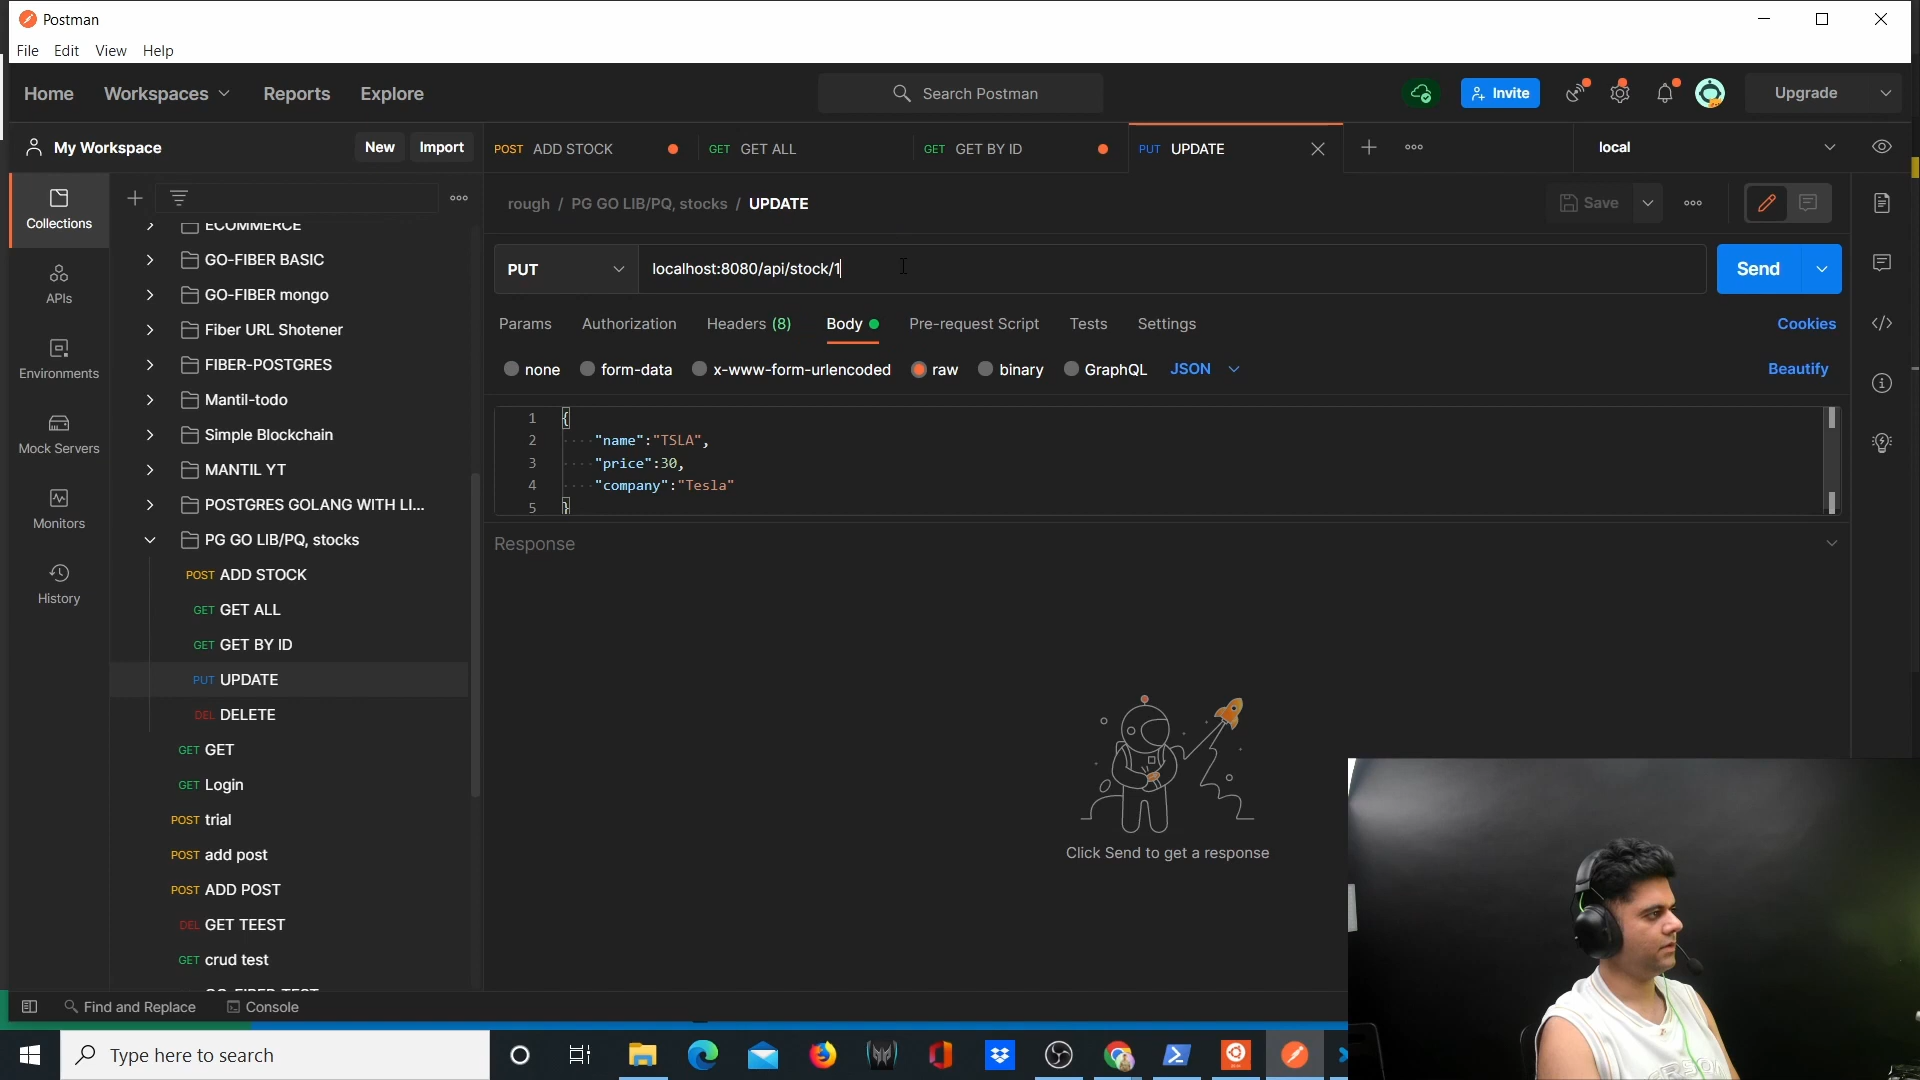 Postman
File Edit View Help
Home Workspaces Reports Explore
Search Postman
Invite
Upgrade
My Workspace
New Import
POST ADD STOCK
GET GET ALL
GET GET BY ID
PUT UPDATE
local
Collections
APIs
Environments
Mock Servers
Monitors
History
ECOMMERCE
GO-FIBER BASIC
GO-FIBER mongo
Fiber URL Shotener
FIBER-POSTGRES
Mantil-todo
Simple Blockchain
MANTIL YT
POSTGRES GOLANG WITH LI...
PG GO LIB/PQ, stocks
POST ADD STOCK
GET GET ALL
GET GET BY ID
PUT UPDATE
DEL DELETE
GET GET
GET Login
POST trial
POST add post
POST ADD POST
DEL GET TEEST
GET crud test
GO-FIBER TEST
rough / PG GO LIB/PQ, stocks / UPDATE
Save
PUT
localhost:8080/api/stock/1
Send
Params Authorization Headers (8) Body Pre-request Script Tests Settings
Cookies
none form-data x-www-form-urlencoded raw binary GraphQL JSON
Beautify
1 {
2 ····"name":"TSLA",
3 ····"price":30,
4 ····"company":"Tesla"
5 }
Response
Click Send to get a response
Find and Replace Console
Type here to search